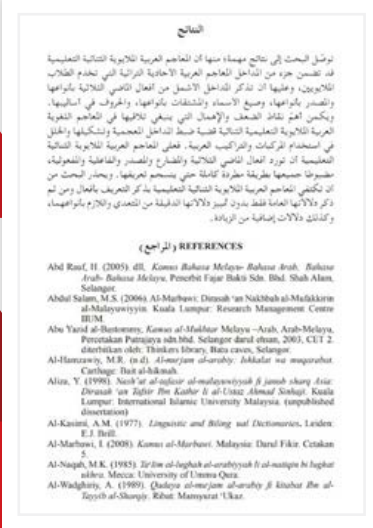 النتائج
توصل البحث إلى نتائج مهمة؛ منها أن المعاجم العربية الملايوية الثنائية التعليمية
قد تضمن جزء من المداخل المعاجم العربية الأحادية التراثية التي تخدم الطلاب
الملايويين، وعليها أن تذكر المداخل الأشمل من أفعال الماضي الثلاثية بأنواعها
والمصدر بأنواعها، وصيغ الأسماء والمشتقات بأنواعها، والحروف في أساليبها.
ويكمن أهم نقاط الضعف والإهمال التي ينبغي تلافيها في المعاجم اللغوية
العربية الملايوية التعليمية الثنائية قضية ضبط المداخل المعجمية وتشكيلها والخلل
في استخدام المركبات والتراكيب العربية. فعلى المعاجم العربية الملايوية الثنائية
التعليمية أن تورد أفعال الماضي الثلاثية والمضارع والمصدر والفاعلية والمفعولية،
مضبوطا جميعها بطريقة مطردة كاملة حتى ينسجم تعريفها. ويحذر البحث من
أن تكتفي المعاجم العربية الملايوية الثنائية التعليمية بذكر التعريف بأفعال ومن ثم
ذكر دلالاتها العامة فقط بدون تمييز دلالاتها الدقيقة من المتعدي واللازم بأنواعهما،
وكذلك دلالات إضافية من الزيادة.
REFERENCES (المراجع)
Abd Rauf, H. (2005). dll, Kamus Bahasa Melayu- Bahasa Arab, Bahasa
Arab- Bahasa Melayu, Penerbit Fajar Bakti Sdn. Bhd. Shah Alam,
Selangor.
Abdul Salam, M.S. (2006). Al-Marbawi: Dirasah 'an Nakhbah al-Mufakkirin
al-Malayuwiyyin. Kuala Lumpur: Research Management Centre
IIUM.
Abu Yazid al-Bantommy, Kamus al-Mukhtar Melayu –Arab, Arab-Melayu,
Percetakan Putrajaya sdn.bhd. Selangor darul ehsan, 2003, CET 2.
diterbitkan oleh: Thinkers library, Batu caves, Selangor.
Al-Hamzawiy, M.R. (n.d). Al-mu'jam al-arabiy: Ishkalat wa muqarabat.
Carthage: Bait al-hikmah.
Aliza, Y. (1998). Nash'at al-tafasir al-malayuwiyyah fi janub sharq Asia:
Dirasah 'an Tafsir Ibn Kathir li al-Ustaz Ahmad Sonhaji. Kuala
Lumpur: International Islamic University Malaysia. (unpublished
dissertation)
Al-Kasimi, A.M. (1977). Linguistic and Biling ual Dictionaries. Leiden:
E.J. Brill.
Al-Marbawi, I. (2008). Kamus al-Marbawi. Malaysia: Darul Fikir. Cetakan
5.
Al-Naqah, M.K. (1985). Ta'lim al-lughah al-arabiyyah li al-natiqin bi lughat
ukhra. Mecca: University of Ummu Qura.
Al-Wadghiriy, A. (1989). Qadaya al-mu'jam al-arabiy fi kitabat Ibn al-
Tayyib al-Sharqiy. Rabat: Mansyurat 'Ukaz.